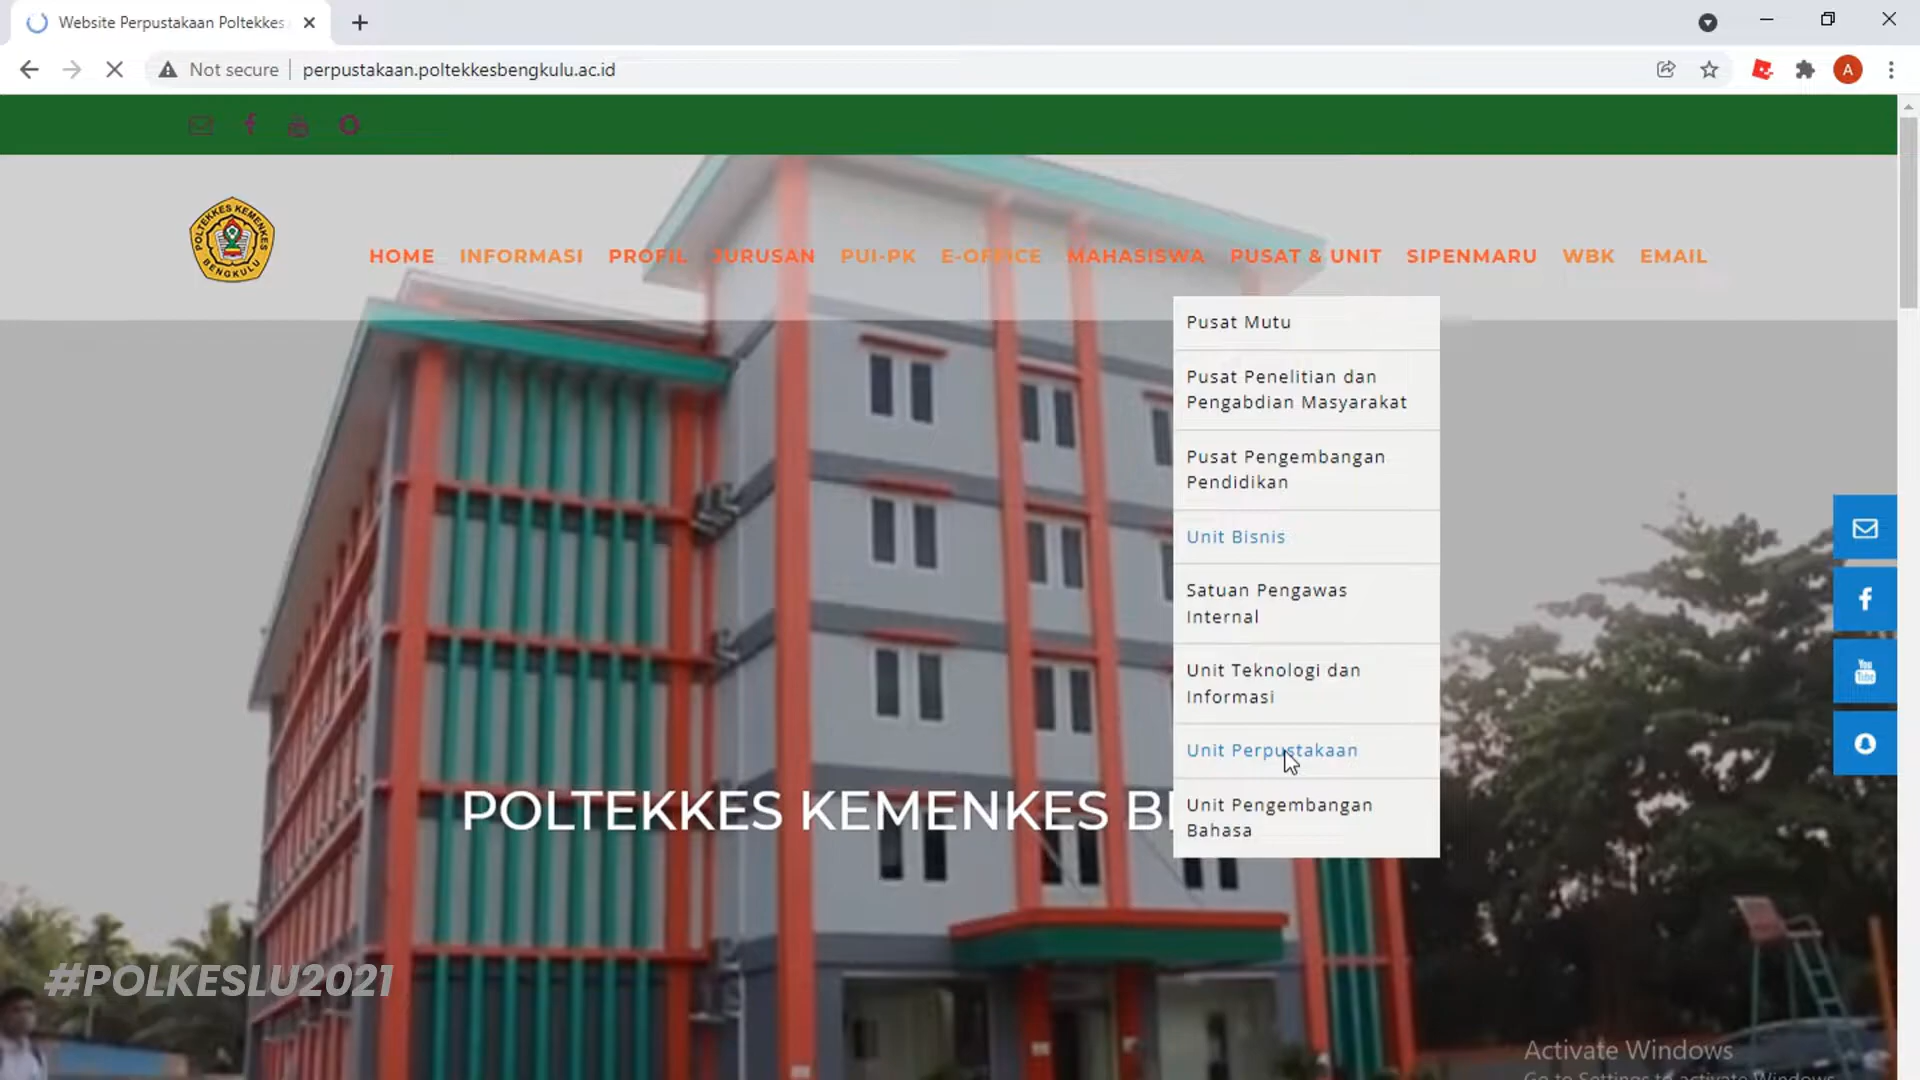 Website Perpustakaan Poltekkes
Not secure
perpustakaan.poltekkesbengkulu.ac.id
A
POLTEKKES KEMENKES
BENGKULU
HOME INFORMASI PROFIL JURUSAN PUI-PK E-OFFICE MAHASISWA PUSAT & UNIT SIPENMARU WBK EMAIL
Pusat Mutu
Pusat Penelitian dan
Pengabdian Masyarakat
Pusat Pengembangan
Pendidikan
Unit Bisnis
Satuan Pengawas
Internal
Unit Teknologi dan
Informasi
Unit Perpustakaan
Unit Pengembangan
Bahasa
You
Tube
POLTEKKES KEMENKES
#POLKESLU2021
Activate Windows
Go to Settings to activate Windows.